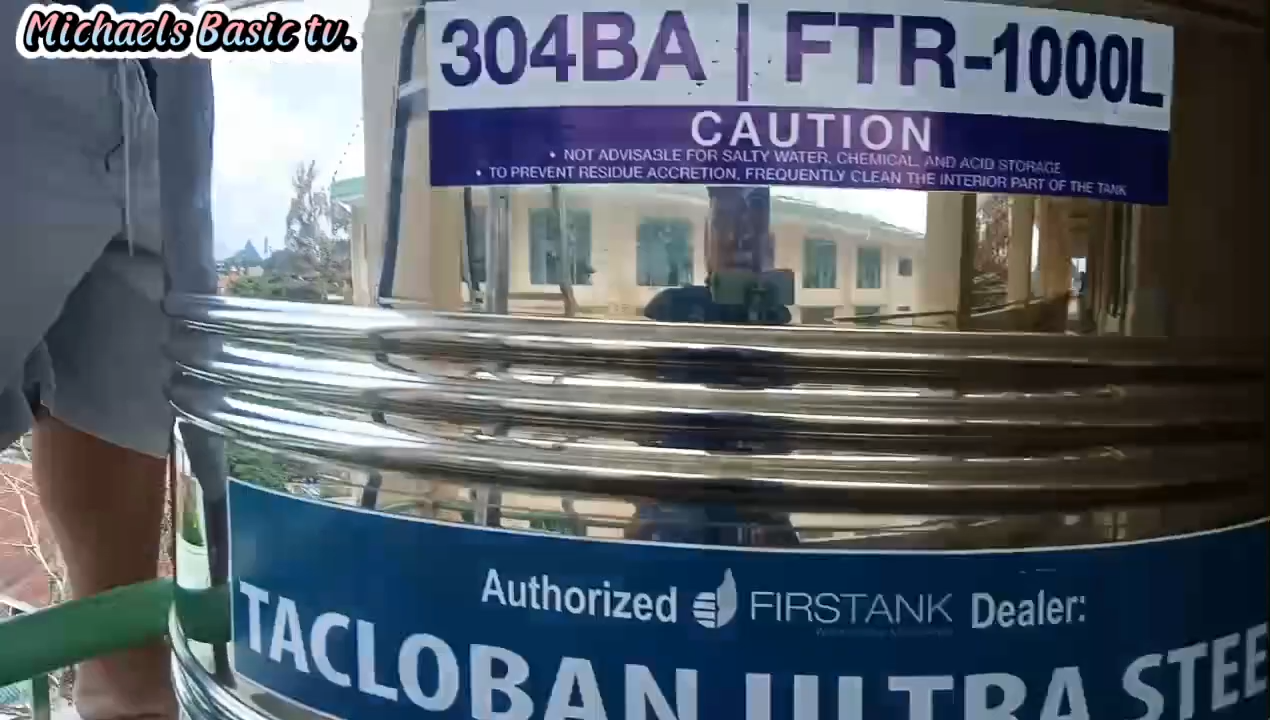 Michaels Basic tv.
304BA | FTR-1000L
CAUTION
• NOT ADVISABLE FOR SALTY WATER, CHEMICAL, AND ACID STORAGE
• TO PREVENT RESIDUE ACCRETION, FREQUENTLY CLEAN THE INTERIOR PART OF THE TANK
Authorized FIRSTANK Dealer:
TACLOBAN ULTRA STEE